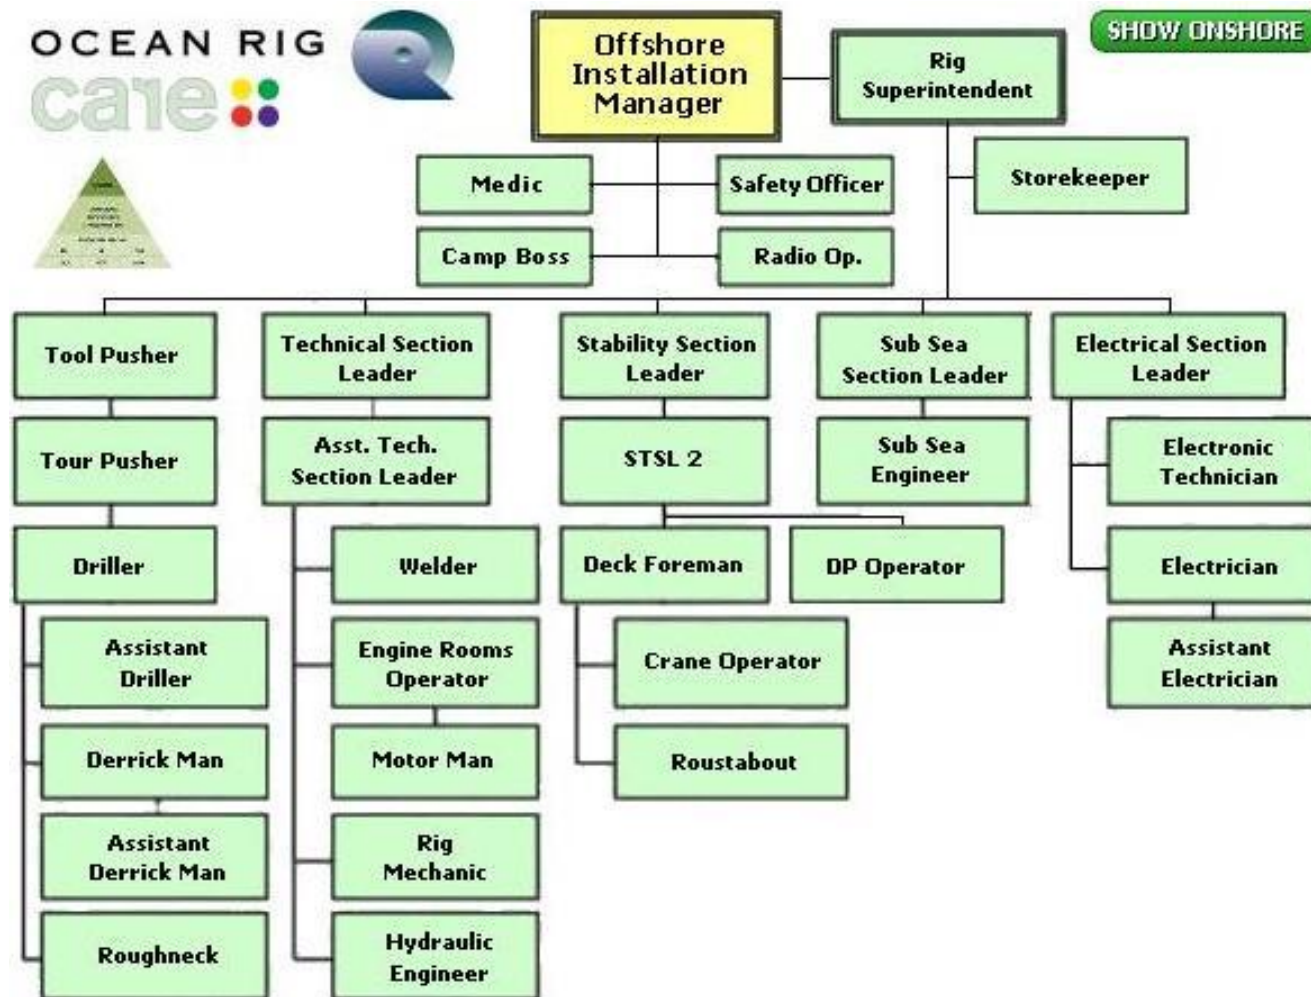 OCEAN RIG
care
Offshore
Installation
Manager
Rig
Superintendent
SHOW ONSHORE
Medic
Safety Officer
Storekeeper
Camp Boss
Radio Op.
Tool Pusher
Technical Section
Leader
Stability Section
Leader
Sub Sea
Section Leader
Electrical Section
Leader
Tour Pusher
Asst. Tech.
Section Leader
STSL 2
Sub Sea
Engineer
Electronic
Technician
Driller
Welder
Deck Foreman
DP Operator
Electrician
Assistant
Driller
Engine Rooms
Operator
Crane Operator
Assistant
Electrician
Derrick Man
Motor Man
Roustabout
Assistant
Derrick Man
Rig
Mechanic
Roughneck
Hydraulic
Engineer